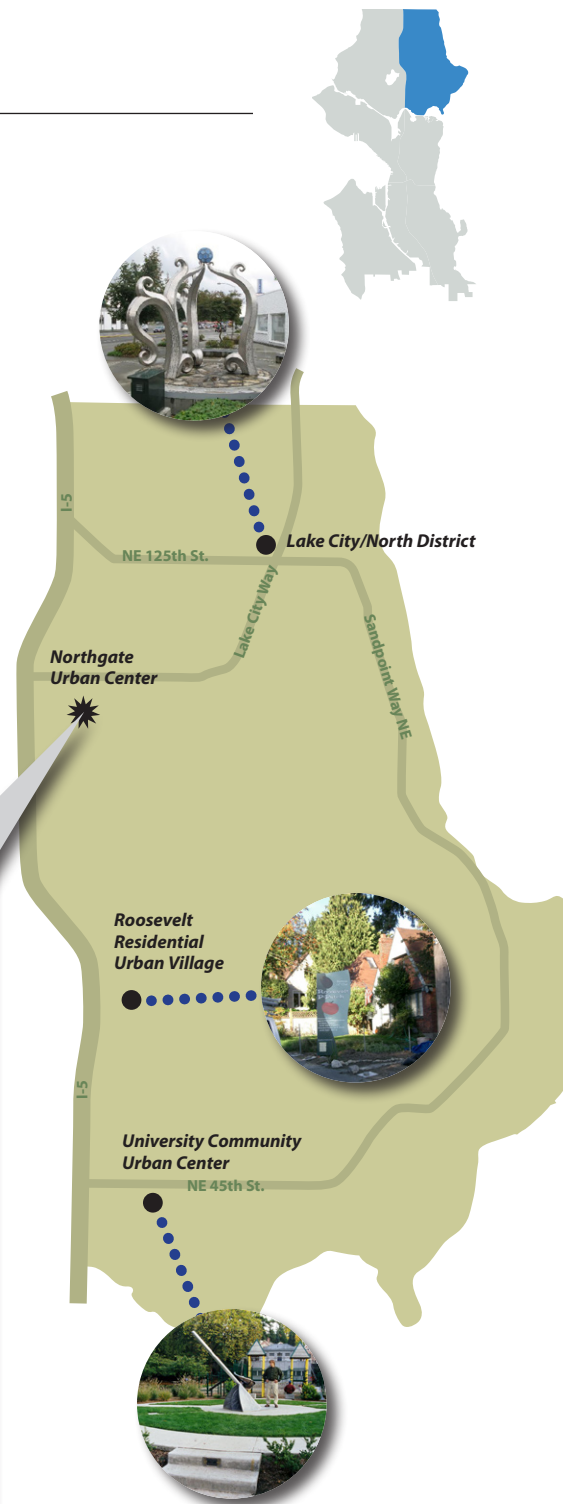 I-5
Lake City/North District
NE 125th St.
Lake City Way
Sandpoint Way NE
Northgate
Urban Center
Roosevelt
Residential
Urban Village
I-5
University Community
Urban Center
NE 45th St.